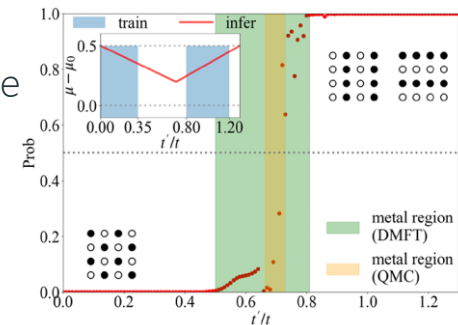 e
train
infer
0.5
0.0
μ − μ₀
0.00 0.35 0.80 1.20
t'/t
1.0
0.8
0.6
0.4
0.2
0.0
Prob
metal region
(DMFT)
metal region
(QMC)
0.0 0.2 0.4 0.6 0.8 1.0 1.2
t'/t